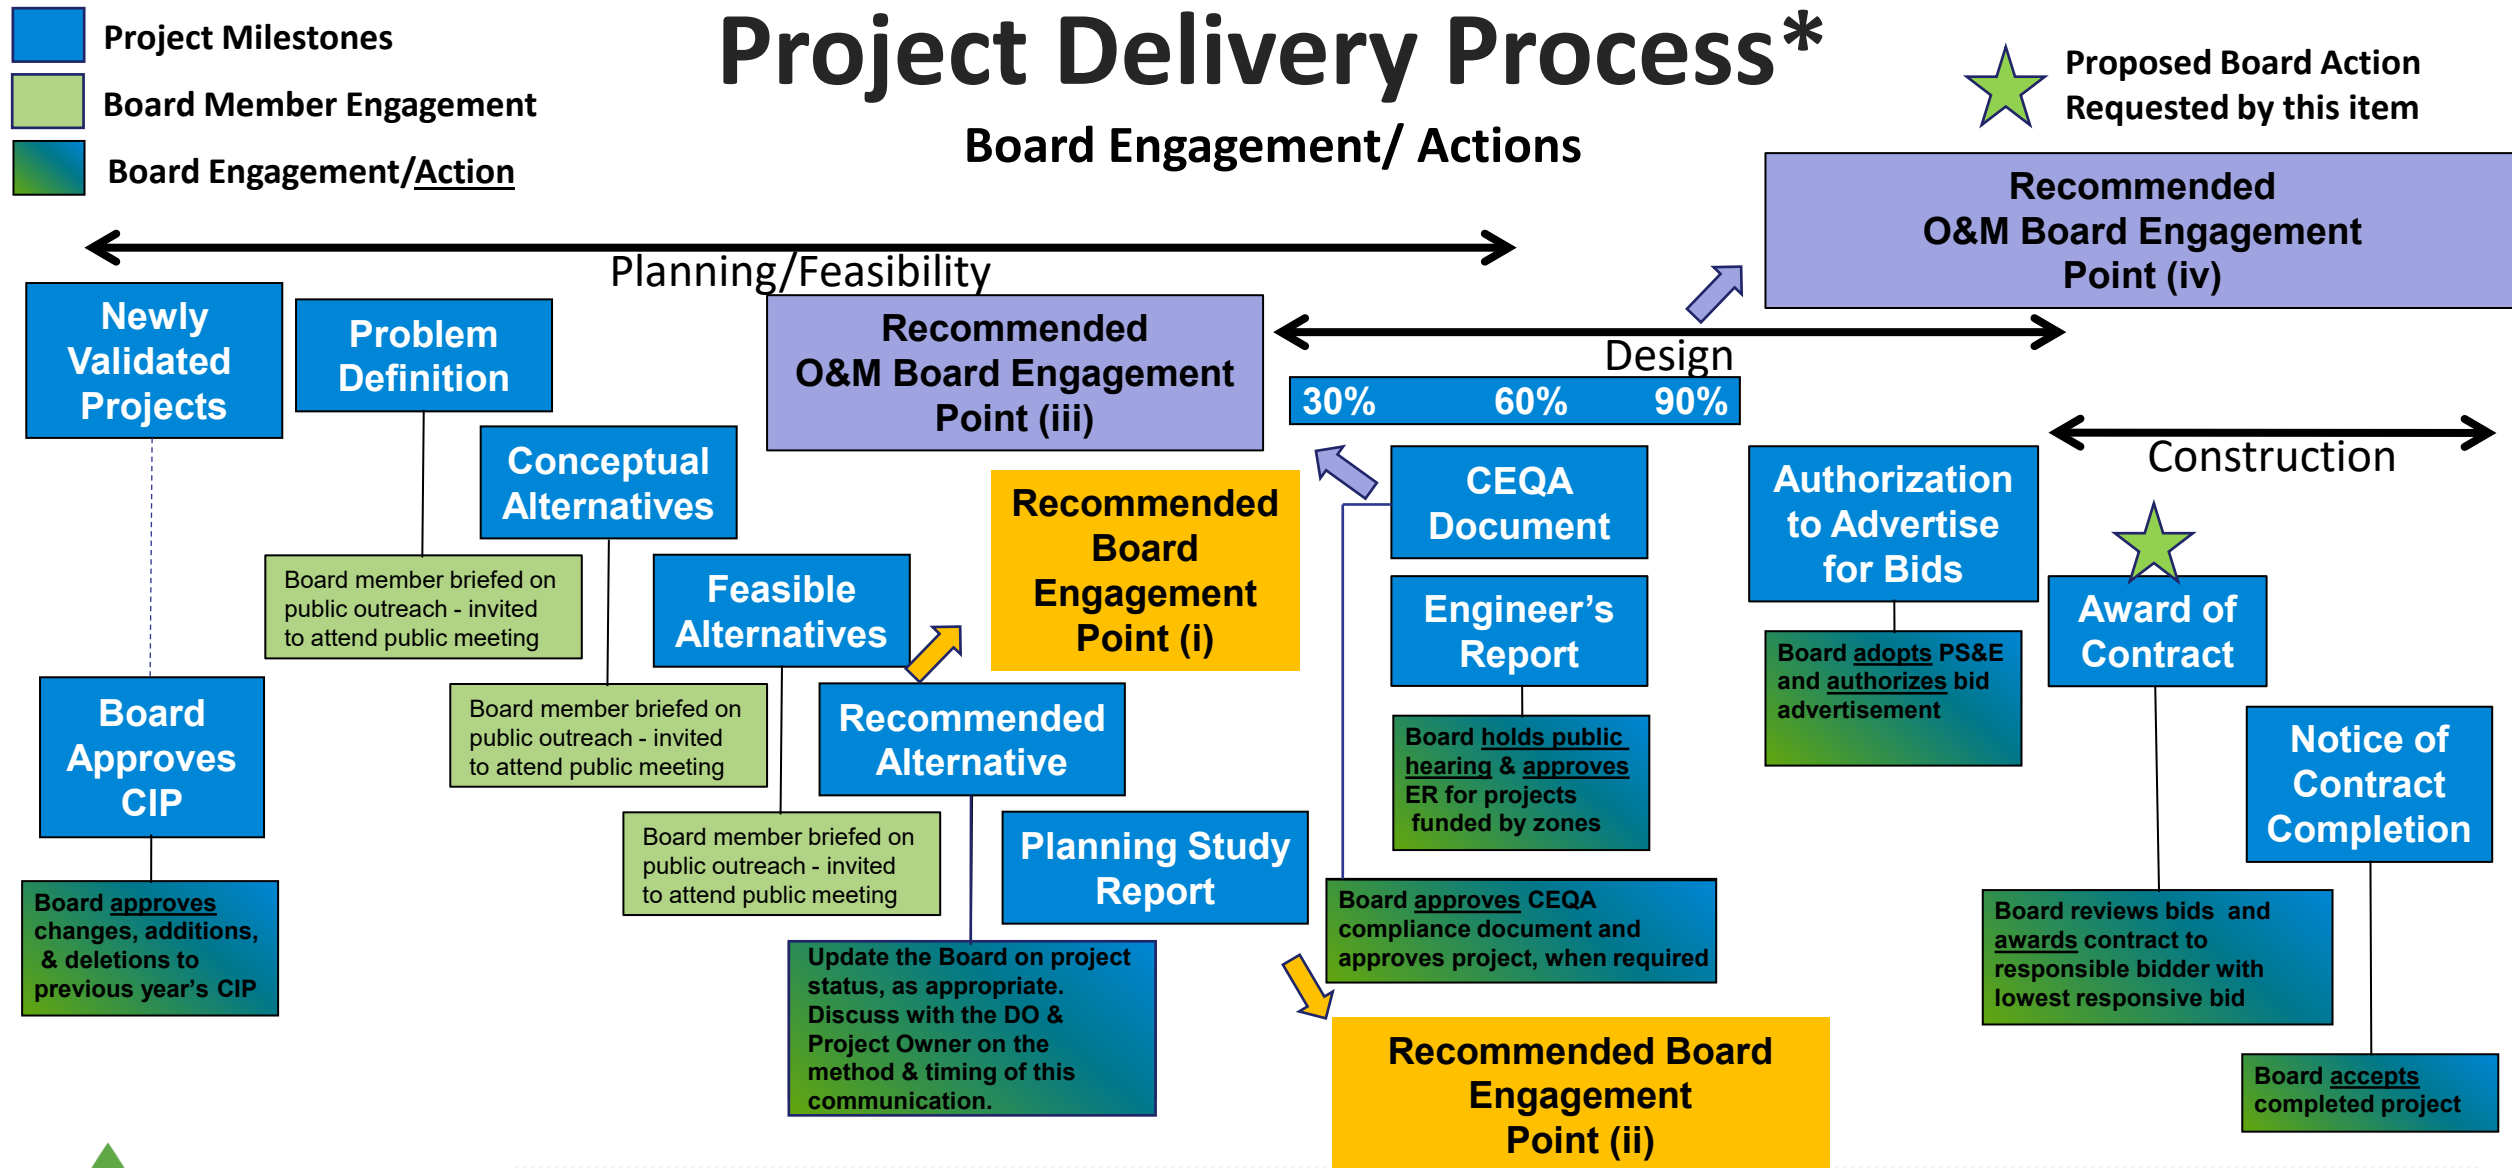 Project Milestones
Board Member Engagement
Board Engagement/Action
Project Delivery Process*
Board Engagement/ Actions
Proposed Board Action
Requested by this item
Recommended
O&M Board Engagement
Point (iv)
Planning/Feasibility
Newly
Validated
Projects
Problem
Definition
Recommended
O&M Board Engagement
Point (iii)
Design
30% 60% 90%
Construction
Conceptual
Alternatives
Recommended
Board
Engagement
Point (i)
CEQA
Document
Authorization
to Advertise
for Bids
Board member briefed on
public outreach - invited
to attend public meeting
Feasible
Alternatives
Engineer’s
Report
Award of
Contract
Board
Approves
CIP
Board member briefed on
public outreach - invited
to attend public meeting
Recommended
Alternative
Board holds public
hearing & approves
ER for projects
funded by zones
Board adopts PS&E
and authorizes bid
advertisement
Notice of
Contract
Completion
Board member briefed on
public outreach - invited
to attend public meeting
Planning Study
Report
Board approves
changes, additions,
& deletions to
previous year’s CIP
Board approves CEQA
compliance document and
approves project, when required
Board reviews bids and
awards contract to
responsible bidder with
lowest responsive bid
Update the Board on project
status, as appropriate.
Discuss with the DO &
Project Owner on the
method & timing of this
communication.
Recommended Board
Engagement
Point (ii)
Board accepts
completed project